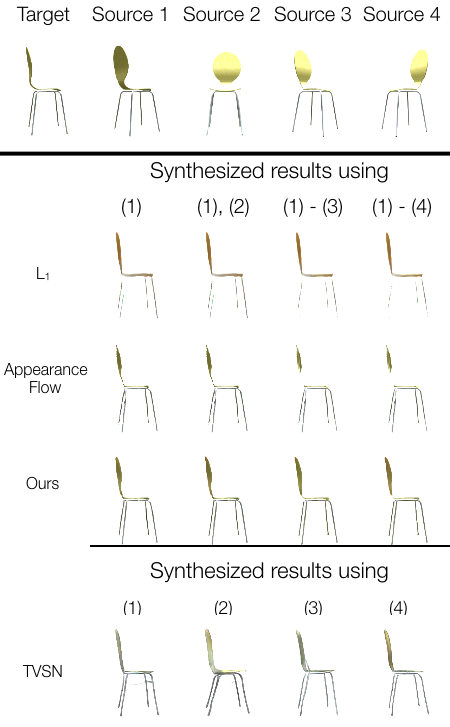 Target Source 1 Source 2 Source 3 Source 4
Synthesized results using
(1) (1), (2) (1) - (3) (1) - (4)
L₁
Appearance
Flow
Ours
Synthesized results using
(1) (2) (3) (4)
TVSN